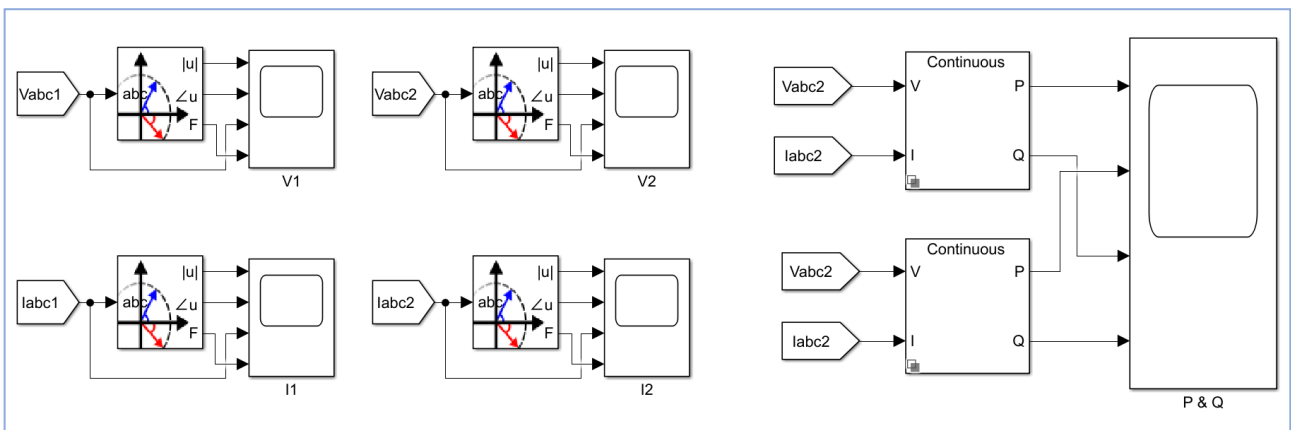 Vabc1
abc
|u|
∠u
F
V1
Vabc2
abc
|u|
∠u
F
V2
Iabc1
abc
|u|
∠u
F
I1
Iabc2
abc
|u|
∠u
F
I2
Vabc2
Iabc2
Continuous
V
P
I
Q
Vabc2
Iabc2
Continuous
V
P
I
Q
P & Q